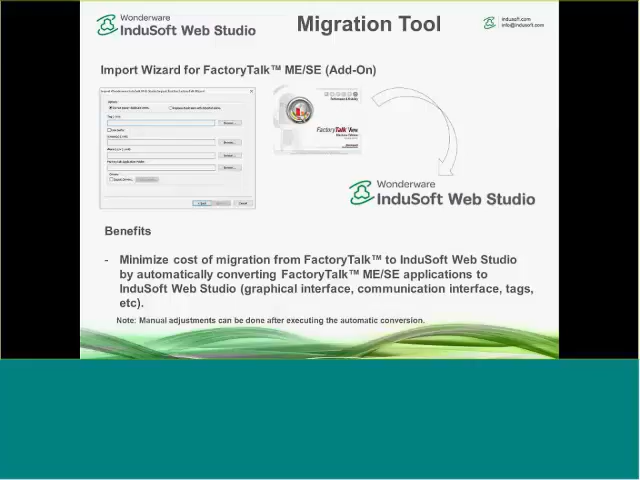 Wonderware
InduSoft Web Studio
Migration Tool
indusoft.com
info@indusoft.com
Import Wizard for FactoryTalk™ ME/SE (Add-On)
FactoryTalk View
Wonderware
InduSoft Web Studio
Benefits
- Minimize cost of migration from FactoryTalk™ to InduSoft Web Studio
by automatically converting FactoryTalk™ ME/SE applications to
InduSoft Web Studio (graphical interface, communication interface, tags,
etc).
Note: Manual adjustments can be done after executing the automatic conversion.